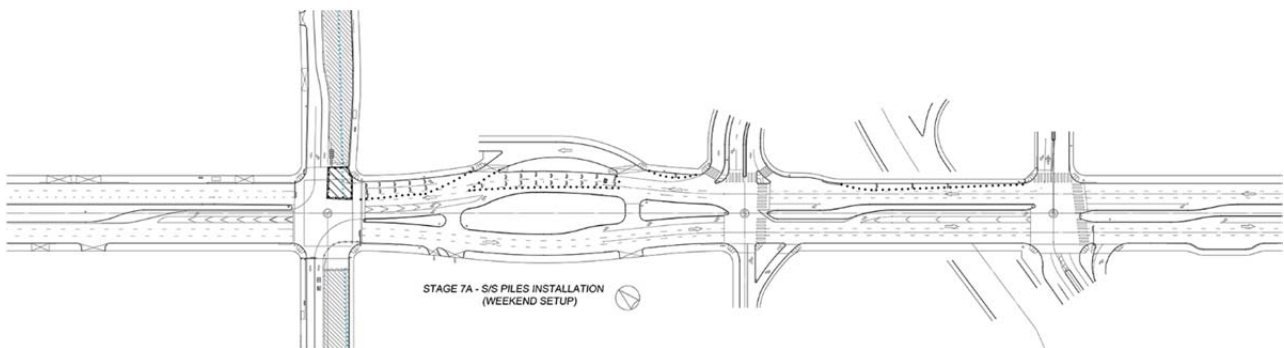 STAGE 7A - S/S PILES INSTALLATION
(WEEKEND SETUP)